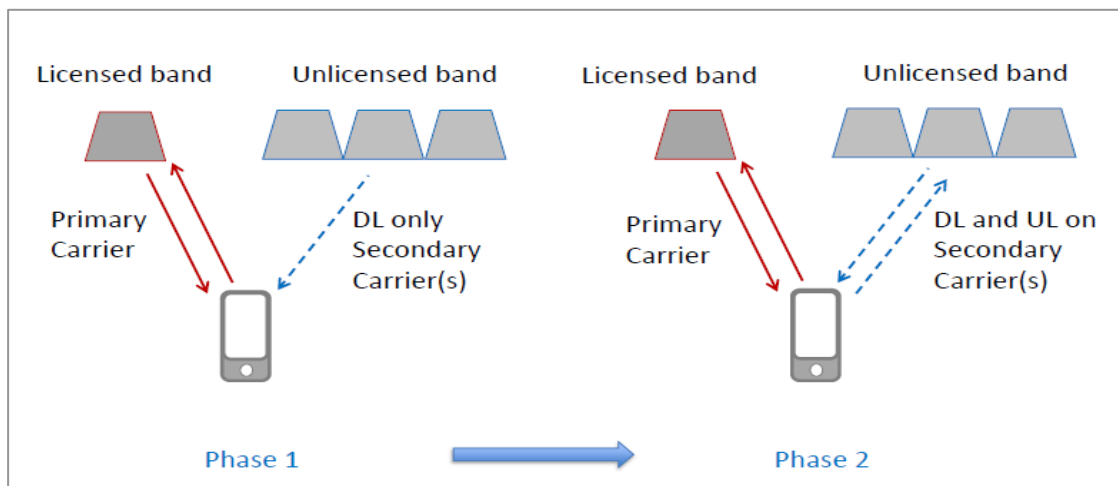 Licensed band
Unlicensed band
Primary
Carrier
DL only
Secondary
Carrier(s)
Phase 1
Licensed band
Unlicensed band
Primary
Carrier
DL and UL on
Secondary
Carrier(s)
Phase 2